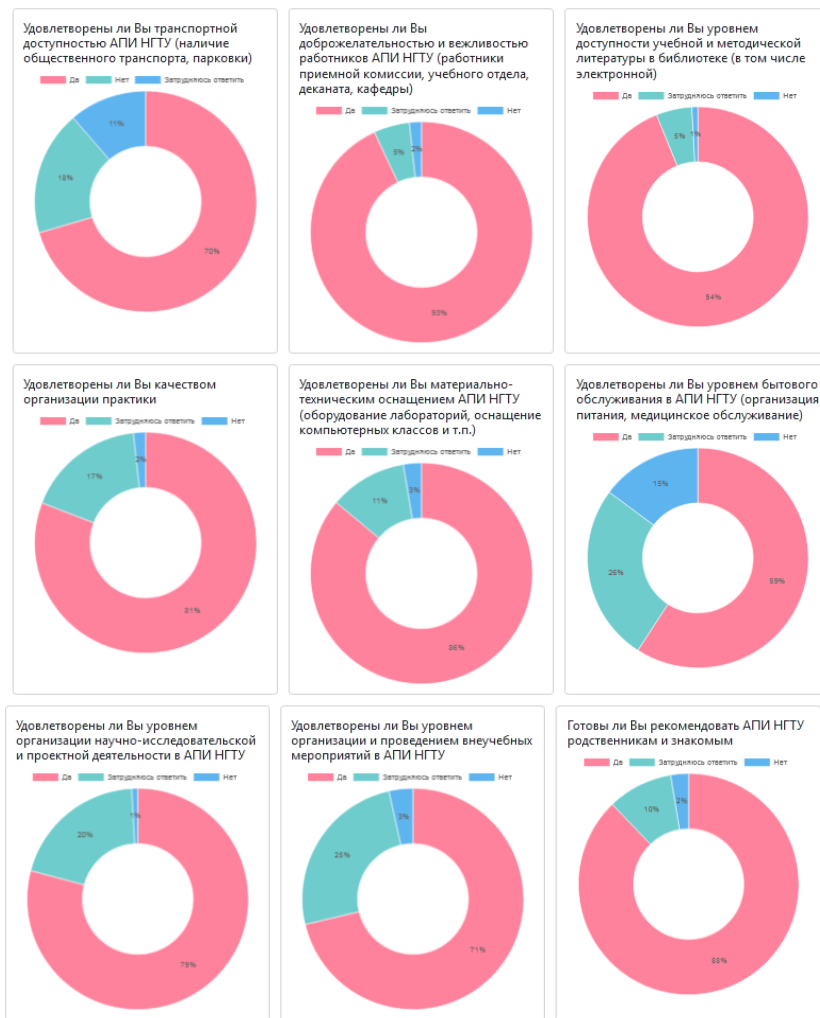 Удовлетворены ли Вы транспортной
доступностью АПИ НГТУ (наличие
общественного транспорта, парковки)
Да Нет Затрудняюсь ответить
11%
18%
70%
Удовлетворены ли Вы
доброжелательностью и вежливостью
работников АПИ НГТУ (работники
приемной комиссии, учебного отдела,
деканата, кафедры)
Да Затрудняюсь ответить Нет
5% 2%
93%
Удовлетворены ли Вы уровнем
доступности учебной и методической
литературы в библиотеке (в том числе
электронной)
Да Затрудняюсь ответить Нет
5% 1%
94%
Удовлетворены ли Вы качеством
организации практики
Да Затрудняюсь ответить Нет
2%
17%
81%
Удовлетворены ли Вы материально-
техническим оснащением АПИ НГТУ
(оборудование лабораторий, оснащение
компьютерных классов и т.п.)
Да Затрудняюсь ответить Нет
3%
11%
86%
Удовлетворены ли Вы уровнем бытового
обслуживания в АПИ НГТУ (организация
питания, медицинское обслуживание)
Да Затрудняюсь ответить Нет
15%
26%
59%
Удовлетворены ли Вы уровнем
организации научно-исследовательской
и проектной деятельности в АПИ НГТУ
Да Затрудняюсь ответить Нет
1%
20%
79%
Удовлетворены ли Вы уровнем
организации и проведением внеучебных
мероприятий в АПИ НГТУ
Да Затрудняюсь ответить Нет
3%
25%
71%
Готовы ли Вы рекомендовать АПИ НГТУ
родственникам и знакомым
Да Затрудняюсь ответить Нет
2%
10%
88%